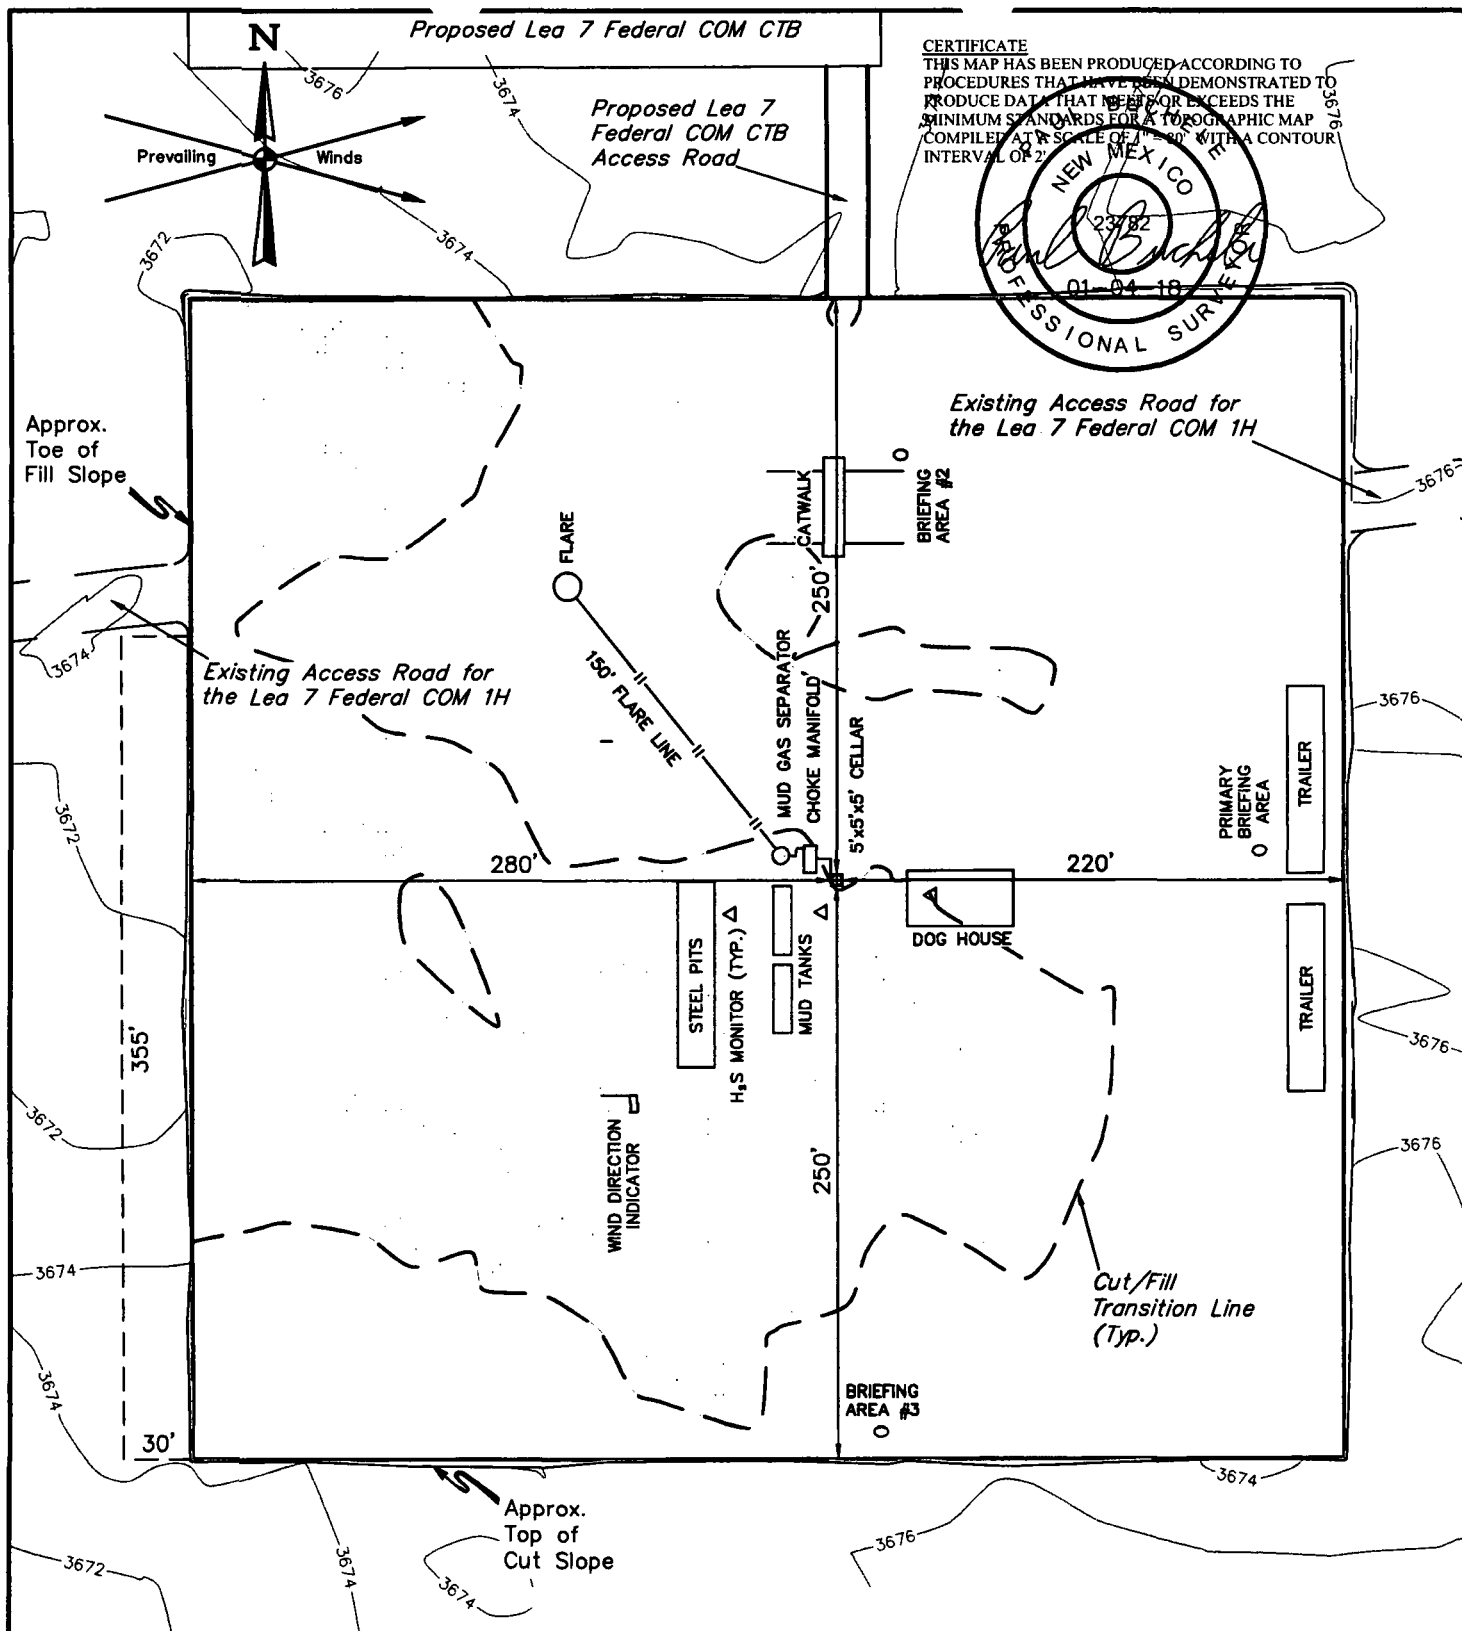 Proposed Lea 7 Federal COM CTB
N
Prevailing Winds
Proposed Lea 7
Federal COM CTB
Access Road
CERTIFICATE
THIS MAP HAS BEEN PRODUCED ACCORDING TO
PROCEDURES THAT HAVE BEEN DEMONSTRATED TO
PRODUCE DATA THAT MEETS OR EXCEEDS THE
MINIMUM STANDARDS FOR A TOPOGRAPHIC MAP
COMPILED AT A SCALE OF 1" = 80' WITH A CONTOUR
INTERVAL OF 2'.
NEW MEXICO
23782
01-04-18
PROFESSIONAL SURVEYOR
3676
3674
3676
3672
3674
Approx.
Toe of
Fill Slope
Existing Access Road for
the Lea 7 Federal COM 1H
3676
CATWALK
BRIEFING
AREA #2
FLARE
250'
3674
Existing Access Road for
the Lea 7 Federal COM 1H
150' FLARE LINE
MUD GAS SEPARATOR
CHOKE MANIFOLD
5'x5'x5' CELLAR
3676
TRAILER
PRIMARY
BRIEFING
AREA
3672
280'
220'
STEEL PITS
H₂S MONITOR (TYP.)
MUD TANKS
DOG HOUSE
TRAILER
355'
3676
3672
WIND DIRECTION
INDICATOR
250'
3676
3674
Cut/Fill
Transition Line
(Typ.)
3674
BRIEFING
AREA #3
30'
3674
Approx.
Top of
Cut Slope
3676
3672
3674
3674